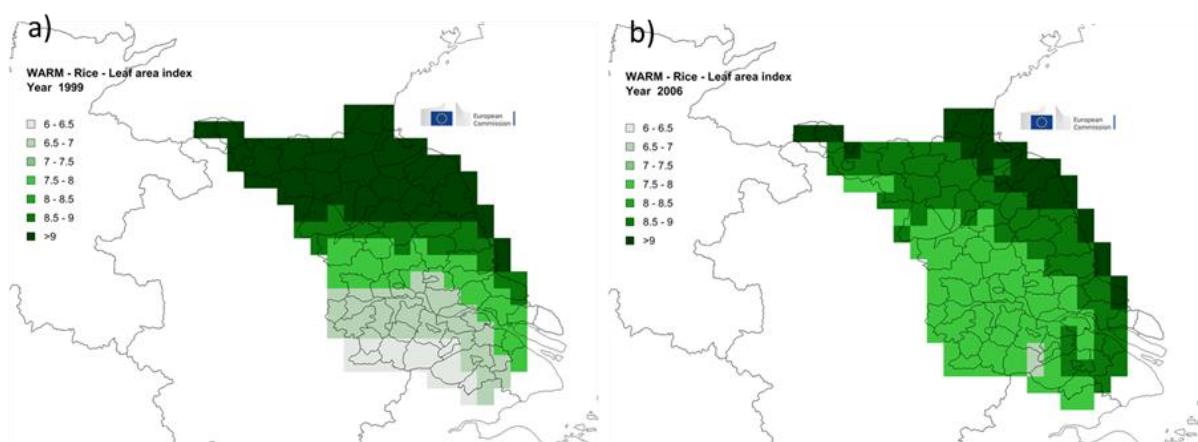 a)
WARM - Rice - Leaf area index
Year 1999
6 - 6.5
6.5 - 7
7 - 7.5
7.5 - 8
8 - 8.5
8.5 - 9
>9
European
Commission
b)
WARM - Rice - Leaf area index
Year 2006
6 - 6.5
6.5 - 7
7 - 7.5
7.5 - 8
8 - 8.5
8.5 - 9
>9
European
Commission